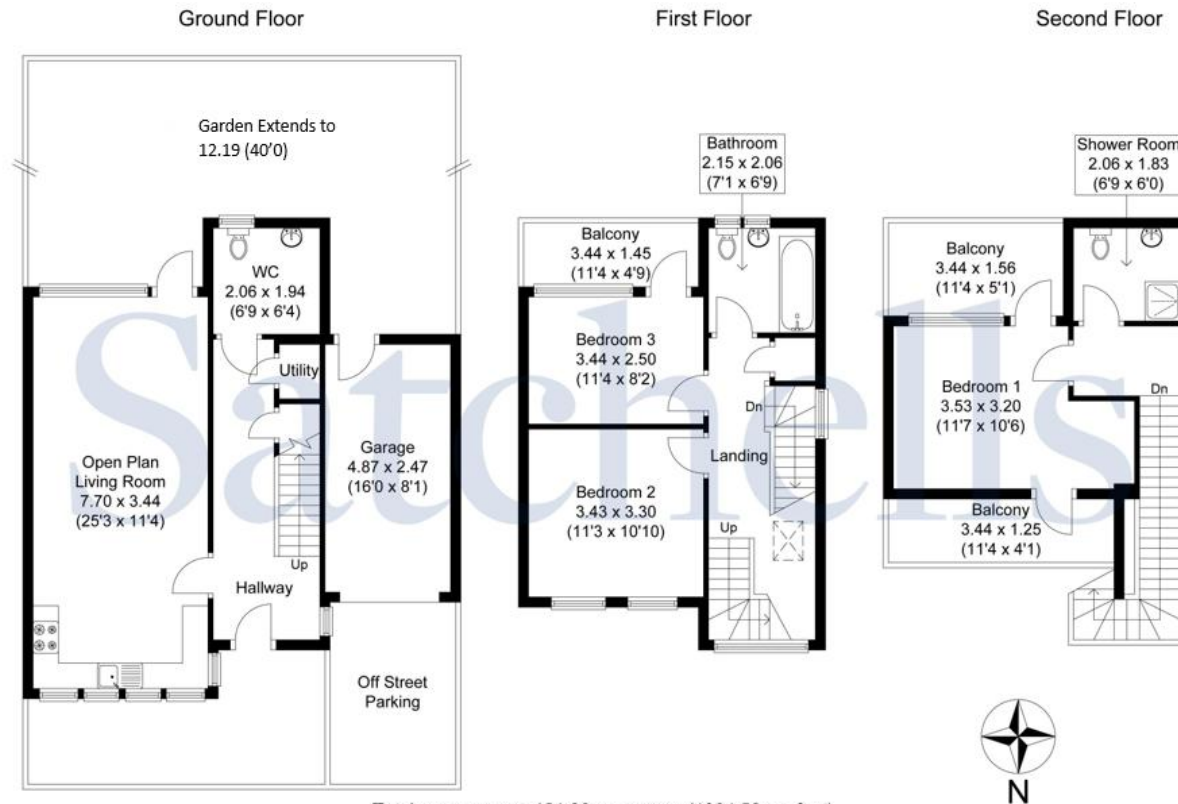 Ground Floor
First Floor
Second Floor
Garden Extends to
12.19 (40'0)
WC
2.06 x 1.94
(6'9 x 6'4)
Utility
Open Plan
Living Room
7.70 x 3.44
(25'3 x 11'4)
Garage
4.87 x 2.47
(16'0 x 8'1)
Up
Hallway
Off Street
Parking
Bathroom
2.15 x 2.06
(7'1 x 6'9)
Balcony
3.44 x 1.45
(11'4 x 4'9)
Bedroom 3
3.44 x 2.50
(11'4 x 8'2)
Dn
Landing
Bedroom 2
3.43 x 3.30
(11'3 x 10'10)
Up
Shower Room
2.06 x 1.83
(6'9 x 6'0)
Balcony
3.44 x 1.56
(11'4 x 5'1)
Dn
Bedroom 1
3.53 x 3.20
(11'7 x 10'6)
Balcony
3.44 x 1.25
(11'4 x 4'1)
N
Satchells